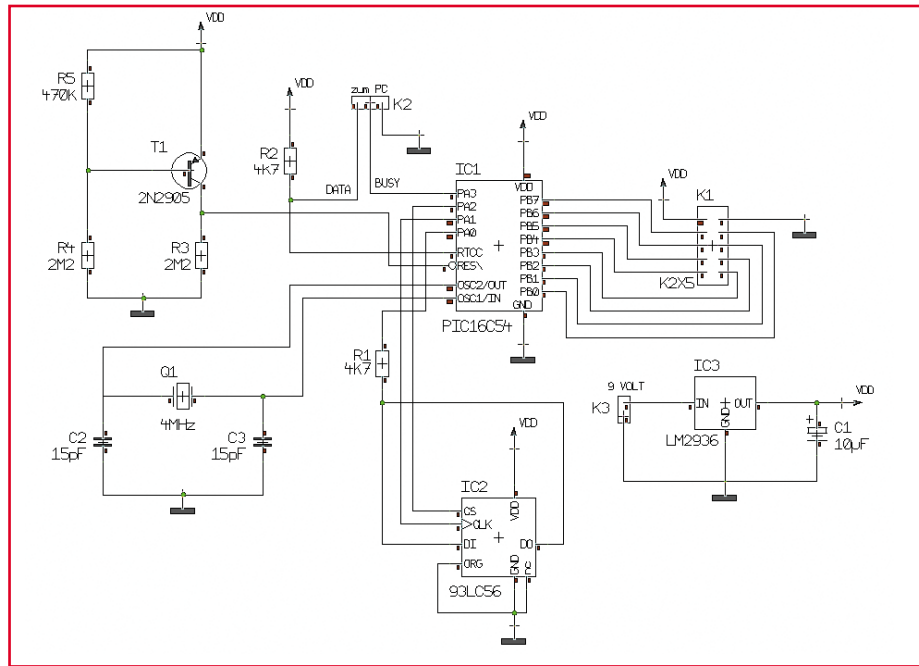 VDD
R5
470K
T1
2N2905
R4
2M2
R3
2M2
VDD
R2
4K7
zum PC
K2
DATA
BUSY
VDD
IC1
VDD
PA3
PA2
PA1
PA0
RTCC
RES\
OSC2/OUT
OSC1/IN
PB7
PB6
PB5
PB4
PB3
PB2
PB1
PB0
GND
PIC16C54
VDD
K1
K2X5
R1
4K7
Q1
4MHz
C2
15pF
C3
15pF
IC3
9 VOLT
K3
IN
OUT
GND
LM2936
VDD
C1
10µF
VDD
IC2
CS
CLK
DI
ORG
VDD
DO
GND
nc
93LC56